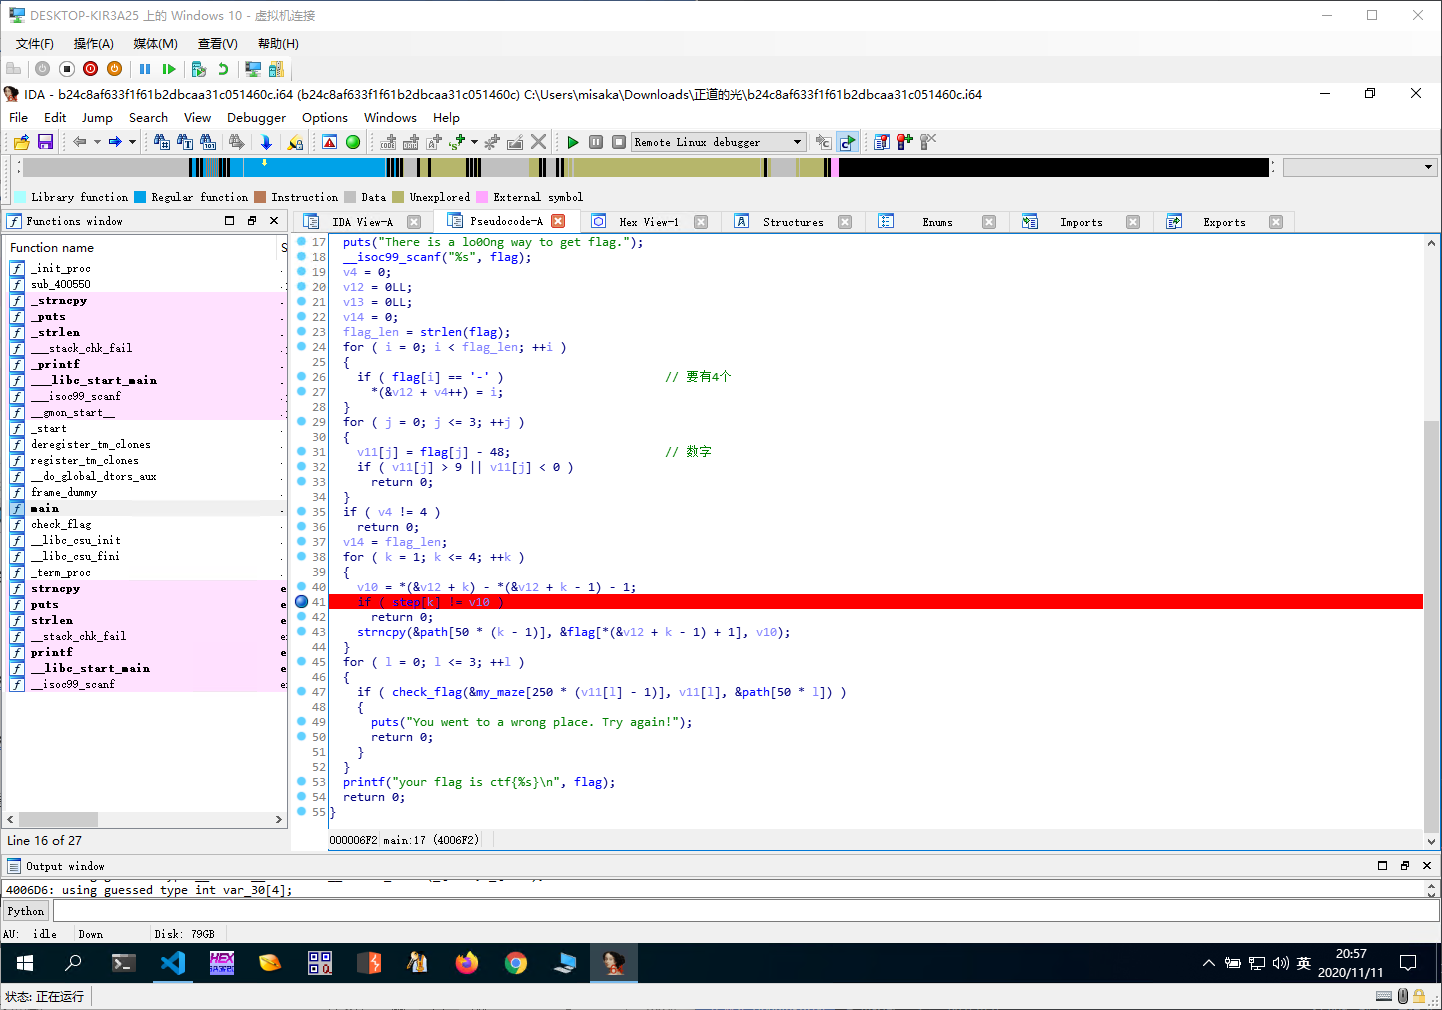 DESKTOP-KIR3A25 上的 Windows 10 - 虚拟机连接
文件(F) 操作(A) 媒体(M) 查看(V) 帮助(H)
IDA - b24c8af633f1f61b2dbcaa31c051460c.i64 (b24c8af633f1f61b2dbcaa31c051460c) C:\Users\misaka\Downloads\正道的光\b24c8af633f1f61b2dbcaa31c051460c.i64
File Edit Jump Search View Debugger Options Windows Help
Remote Linux debugger
Library function Regular function Instruction Data Unexplored External symbol
Functions window
IDA View-A Pseudocode-A Hex View-1 Structures Enums Imports Exports
Function name S
_init_proc
sub_400550
_strncpy
_puts
_strlen
___stack_chk_fail
_printf
___libc_start_main
___isoc99_scanf
__gmon_start__
_start
deregister_tm_clones
register_tm_clones
__do_global_dtors_aux
frame_dummy
main
check_flag
__libc_csu_init
__libc_csu_fini
_term_proc
strncpy e
puts e
strlen e
__stack_chk_fail
printf e
__libc_start_main e
__isoc99_scanf
Line 16 of 27
17 puts("There is a lo0Ong way to get flag.");
18 __isoc99_scanf("%s", flag);
19 v4 = 0;
20 v12 = 0LL;
21 v13 = 0LL;
22 v14 = 0;
23 flag_len = strlen(flag);
24 for ( i = 0; i < flag_len; ++i )
25 {
26 if ( flag[i] == '-' ) // 要有4个
27 *(&v12 + v4++) = i;
28 }
29 for ( j = 0; j <= 3; ++j )
30 {
31 v11[j] = flag[j] - 48; // 数字
32 if ( v11[j] > 9 || v11[j] < 0 )
33 return 0;
34 }
35 if ( v4 != 4 )
36 return 0;
37 v14 = flag_len;
38 for ( k = 1; k <= 4; ++k )
39 {
40 v10 = *(&v12 + k) - *(&v12 + k - 1) - 1;
41 if ( step[k] != v10 )
42 return 0;
43 strncpy(&path[50 * (k - 1)], &flag[*(&v12 + k - 1) + 1], v10);
44 }
45 for ( l = 0; l <= 3; ++l )
46 {
47 if ( check_flag(&my_maze[250 * (v11[l] - 1)], v11[l], &path[50 * l]) )
48 {
49 puts("You went to a wrong place. Try again!");
50 return 0;
51 }
52 }
53 printf("your flag is ctf{%s}\n", flag);
54 return 0;
55 }
000006F2 main:17 (4006F2)
Output window
4006D6: using guessed type int var_30[4];
Python
AU: idle Down Disk: 79GB
英
20:57
2020/11/11
状态: 正在运行